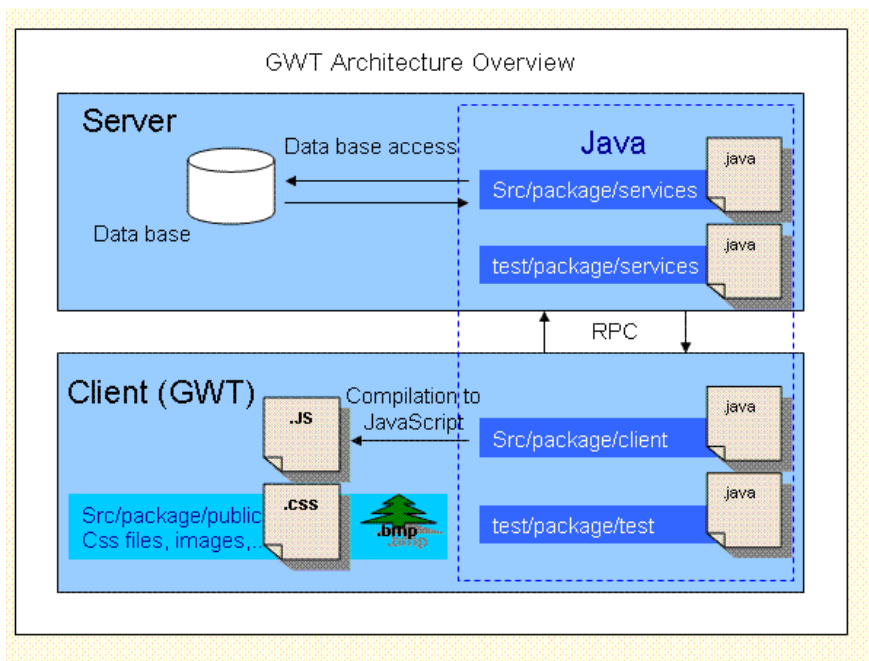 GWT Architecture Overview
Server
Data base access
Java
.java
Src/package/services
Data base
.java
test/package/services
RPC
Client (GWT)
Compilation to
JavaScript
.JS
.java
Src/package/client
Src/package/public
Css files, images,..
.css
.bmp
.java
test/package/test